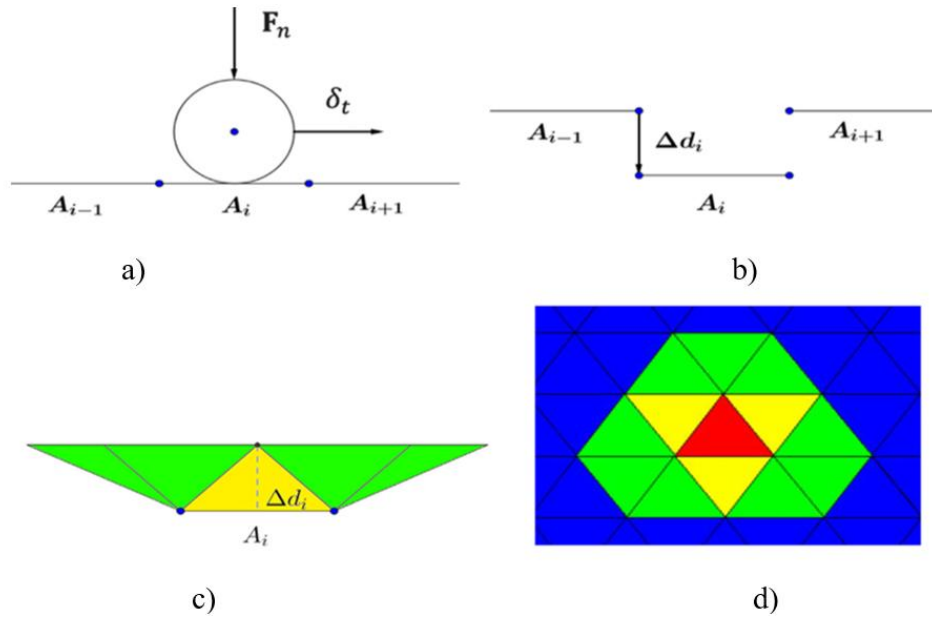 F_n
δ_t
A_{i-1}
A_i
A_{i+1}
a)
A_{i-1}
Δd_i
A_{i+1}
A_i
b)
Δd_i
A_i
c)
d)